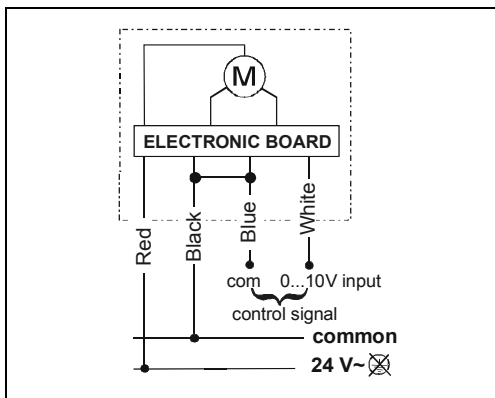 M
ELECTRONIC BOARD
Red
Black
Blue
White
com 0...10V input
control signal
common
24 V~